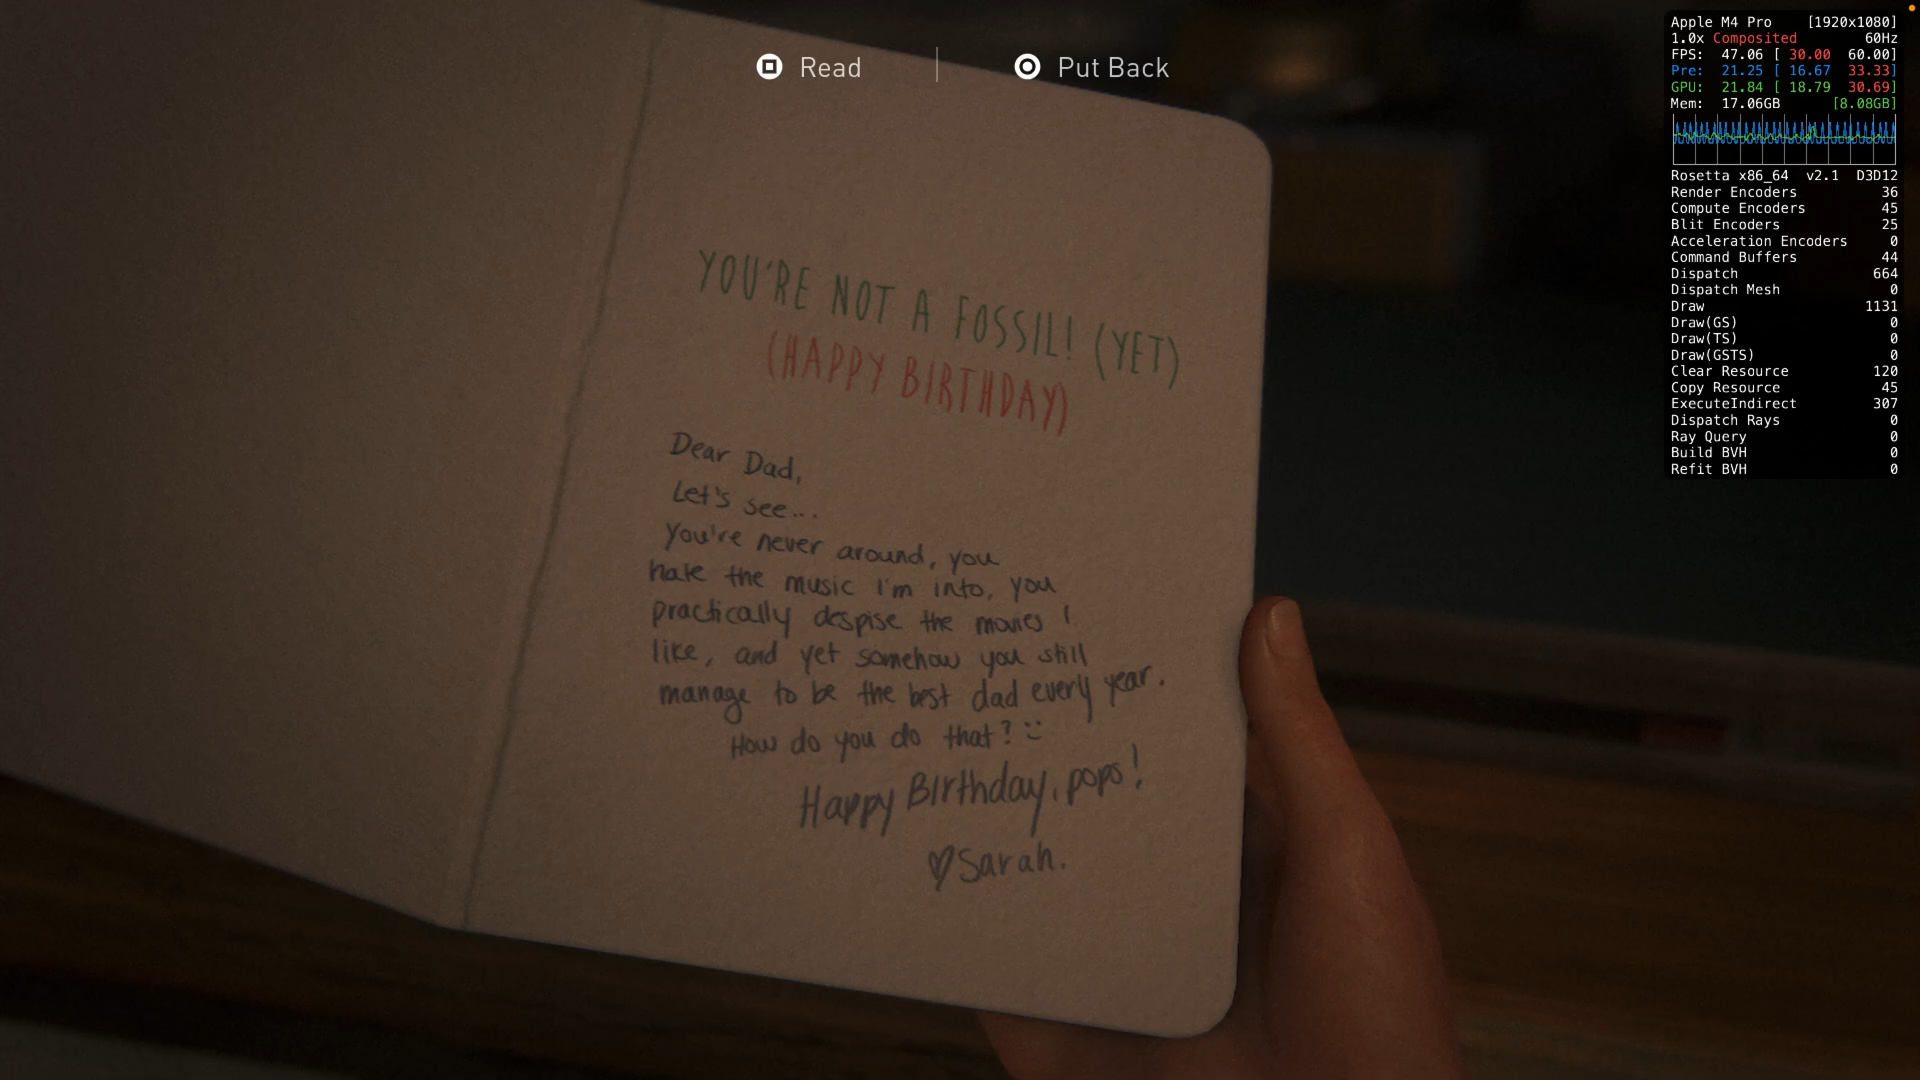 Read | Put Back
Apple M4 Pro [1920x1080]
1.0x Composited 60Hz
FPS: 47.06 [ 30.00 60.00]
Pre: 21.25 [ 16.67 33.33]
GPU: 21.84 [ 18.79 30.69]
Mem: 17.06GB [8.08GB]
Rosetta x86_64 v2.1 D3D12
Render Encoders 36
Compute Encoders 45
Blit Encoders 25
Acceleration Encoders 0
Command Buffers 44
Dispatch 664
Dispatch Mesh 0
Draw 1131
Draw(GS) 0
Draw(TS) 0
Draw(GSTS) 0
Clear Resource 120
Copy Resource 45
ExecuteIndirect 307
Dispatch Rays 0
Ray Query 0
Build BVH 0
Refit BVH 0
YOU'RE NOT A FOSSIL! (YET)
(HAPPY BIRTHDAY)
Dear Dad,
Let's see...
You're never around, you
hate the music I'm into, you
practically despise the movies I
like, and yet somehow you still
manage to be the best dad every year.
How do you do that? :)
Happy Birthday, pops!
♡ Sarah.